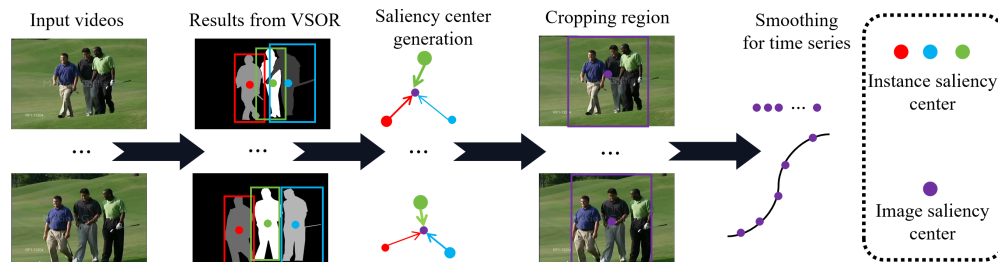 Input videos
Results from VSOR
Saliency center
generation
Cropping region
Smoothing
for time series
Instance saliency
center
Image saliency
center
...
...
...
...
...